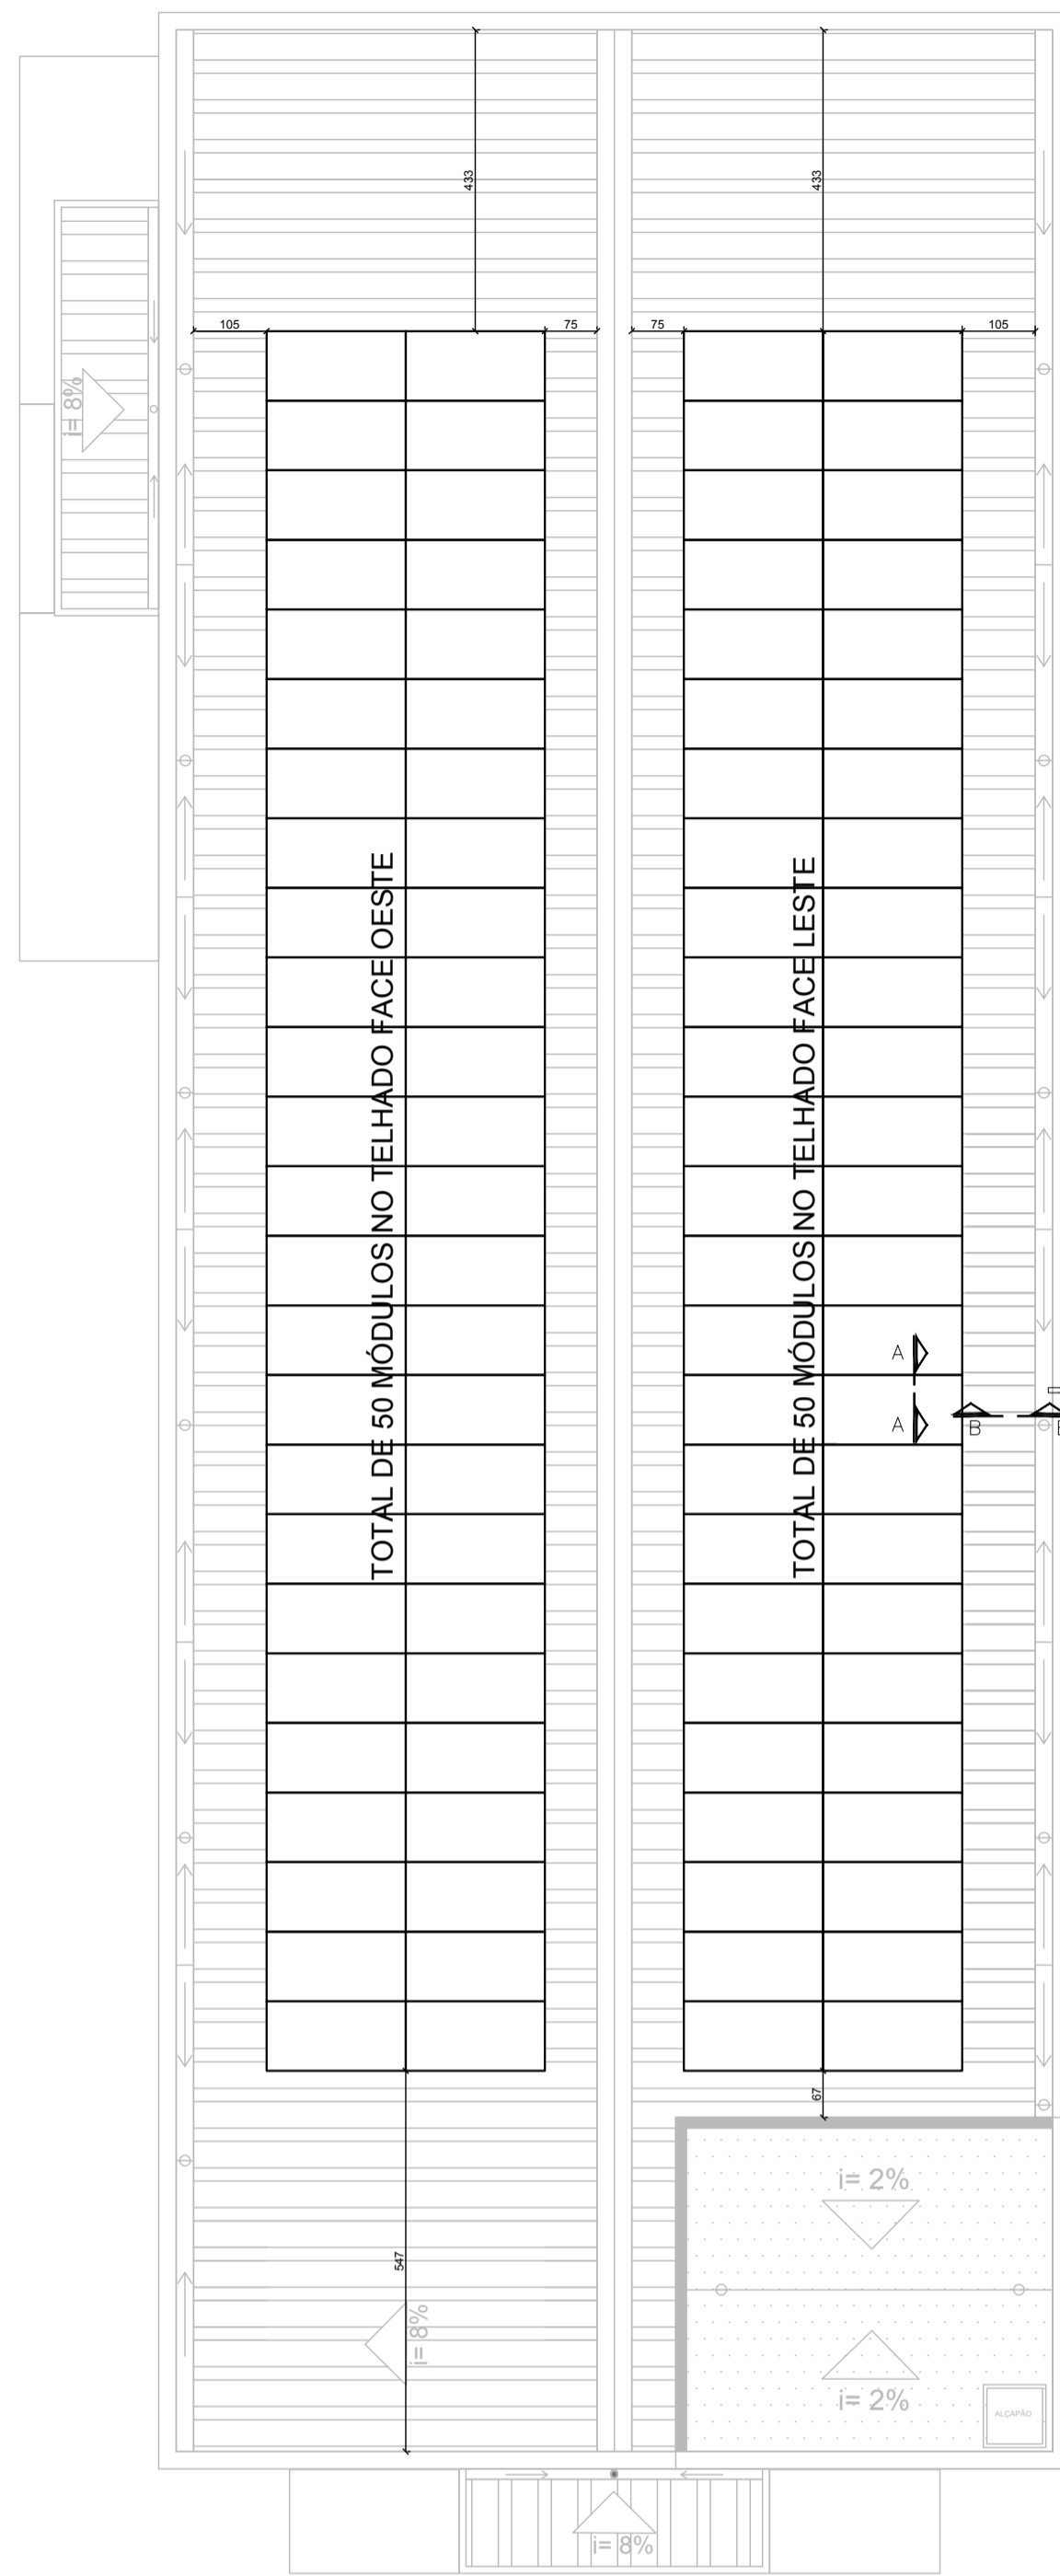 433
433
105
75
75
105
i= 8%
TOTAL DE 50 MÓDULOS NO TELHADO FACE OESTE
TOTAL DE 50 MÓDULOS NO TELHADO FACE LESTE
A
A
B
67
i= 2%
547
i= 8%
i= 2%
ALÇAPÃO
i= 8%